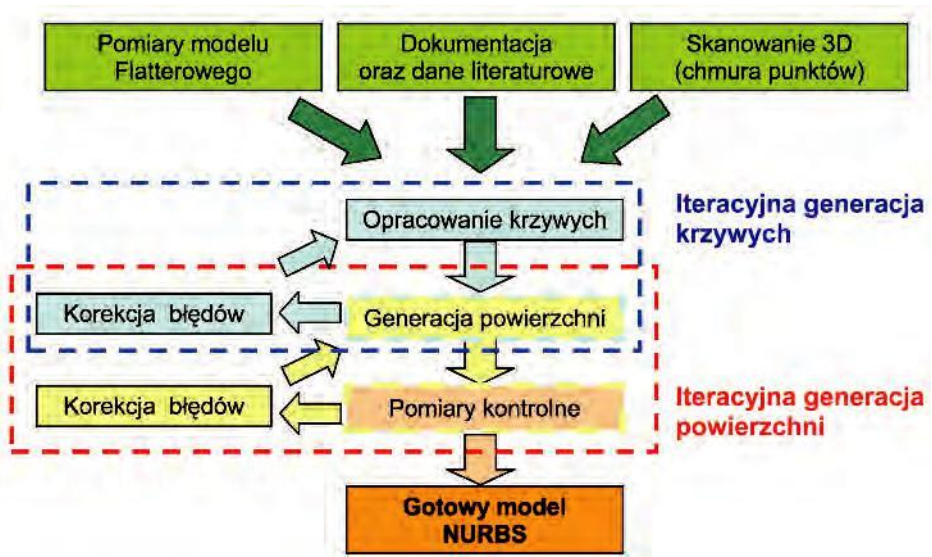 Pomiary modelu
Flatterowego
Dokumentacja
oraz dane literaturowe
Skanowanie 3D
(chmura punktów)
Opracowanie krzywych
Iteracyjna generacja
krzywych
Korekcja błędów
Generacja powierzchni
Korekcja błędów
Pomiary kontrolne
Iteracyjna generacja
powierzchni
Gotowy model
NURBS